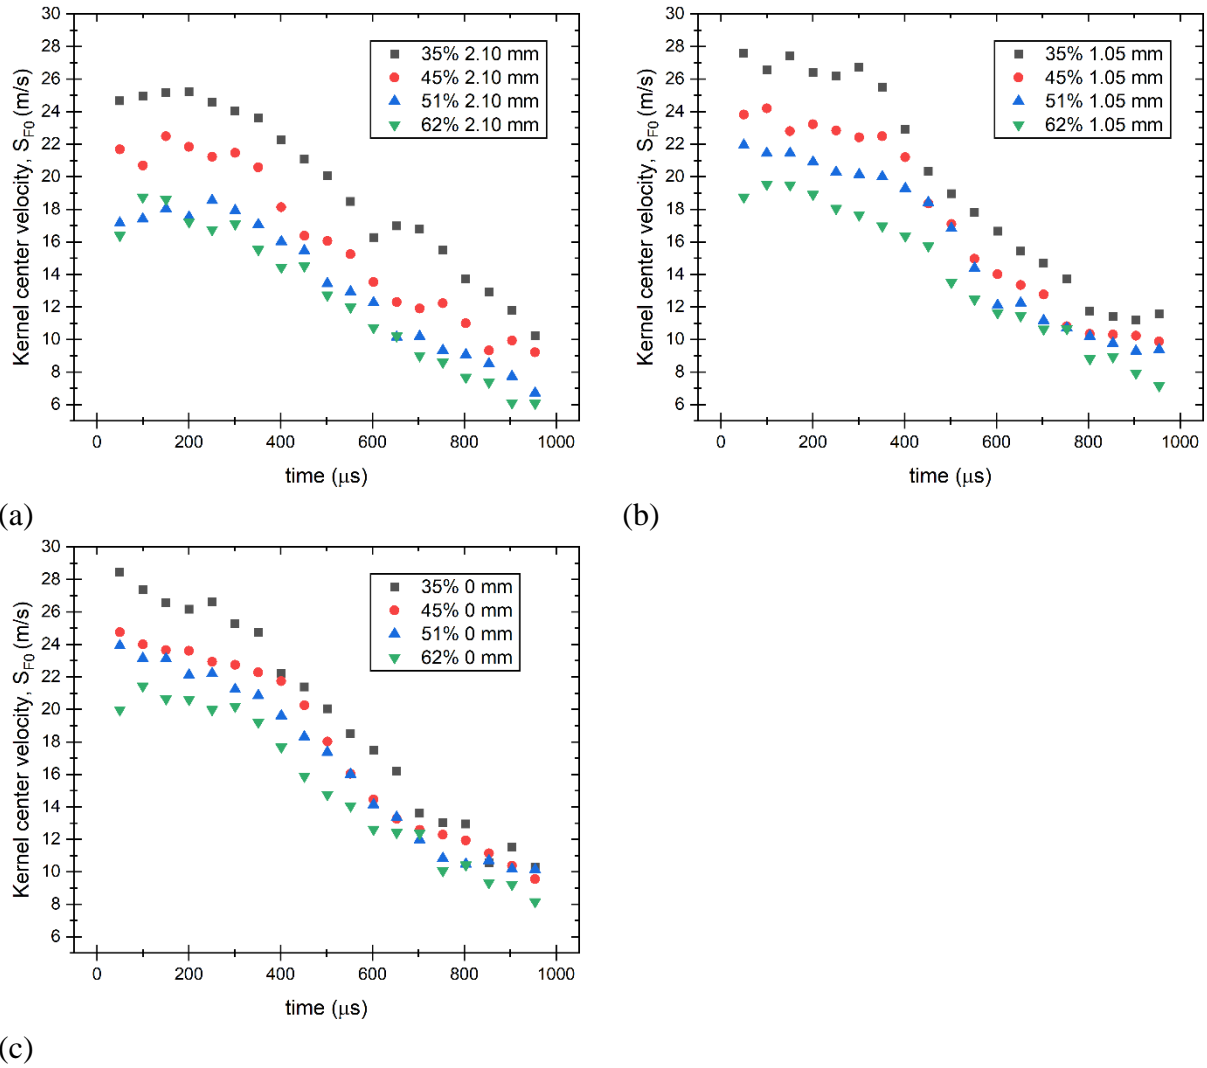 30
28
26
24
22
20
18
16
14
12
10
8
6
Kernel center velocity, S_F0 (m/s)
35% 2.10 mm
45% 2.10 mm
51% 2.10 mm
62% 2.10 mm
0 200 400 600 800 1000
time (μs)
(a)
30
28
26
24
22
20
18
16
14
12
10
8
6
Kernel center velocity, S_F0 (m/s)
35% 1.05 mm
45% 1.05 mm
51% 1.05 mm
62% 1.05 mm
0 200 400 600 800 1000
time (μs)
(b)
30
28
26
24
22
20
18
16
14
12
10
8
6
Kernel center velocity, S_F0 (m/s)
35% 0 mm
45% 0 mm
51% 0 mm
62% 0 mm
0 200 400 600 800 1000
time (μs)
(c)